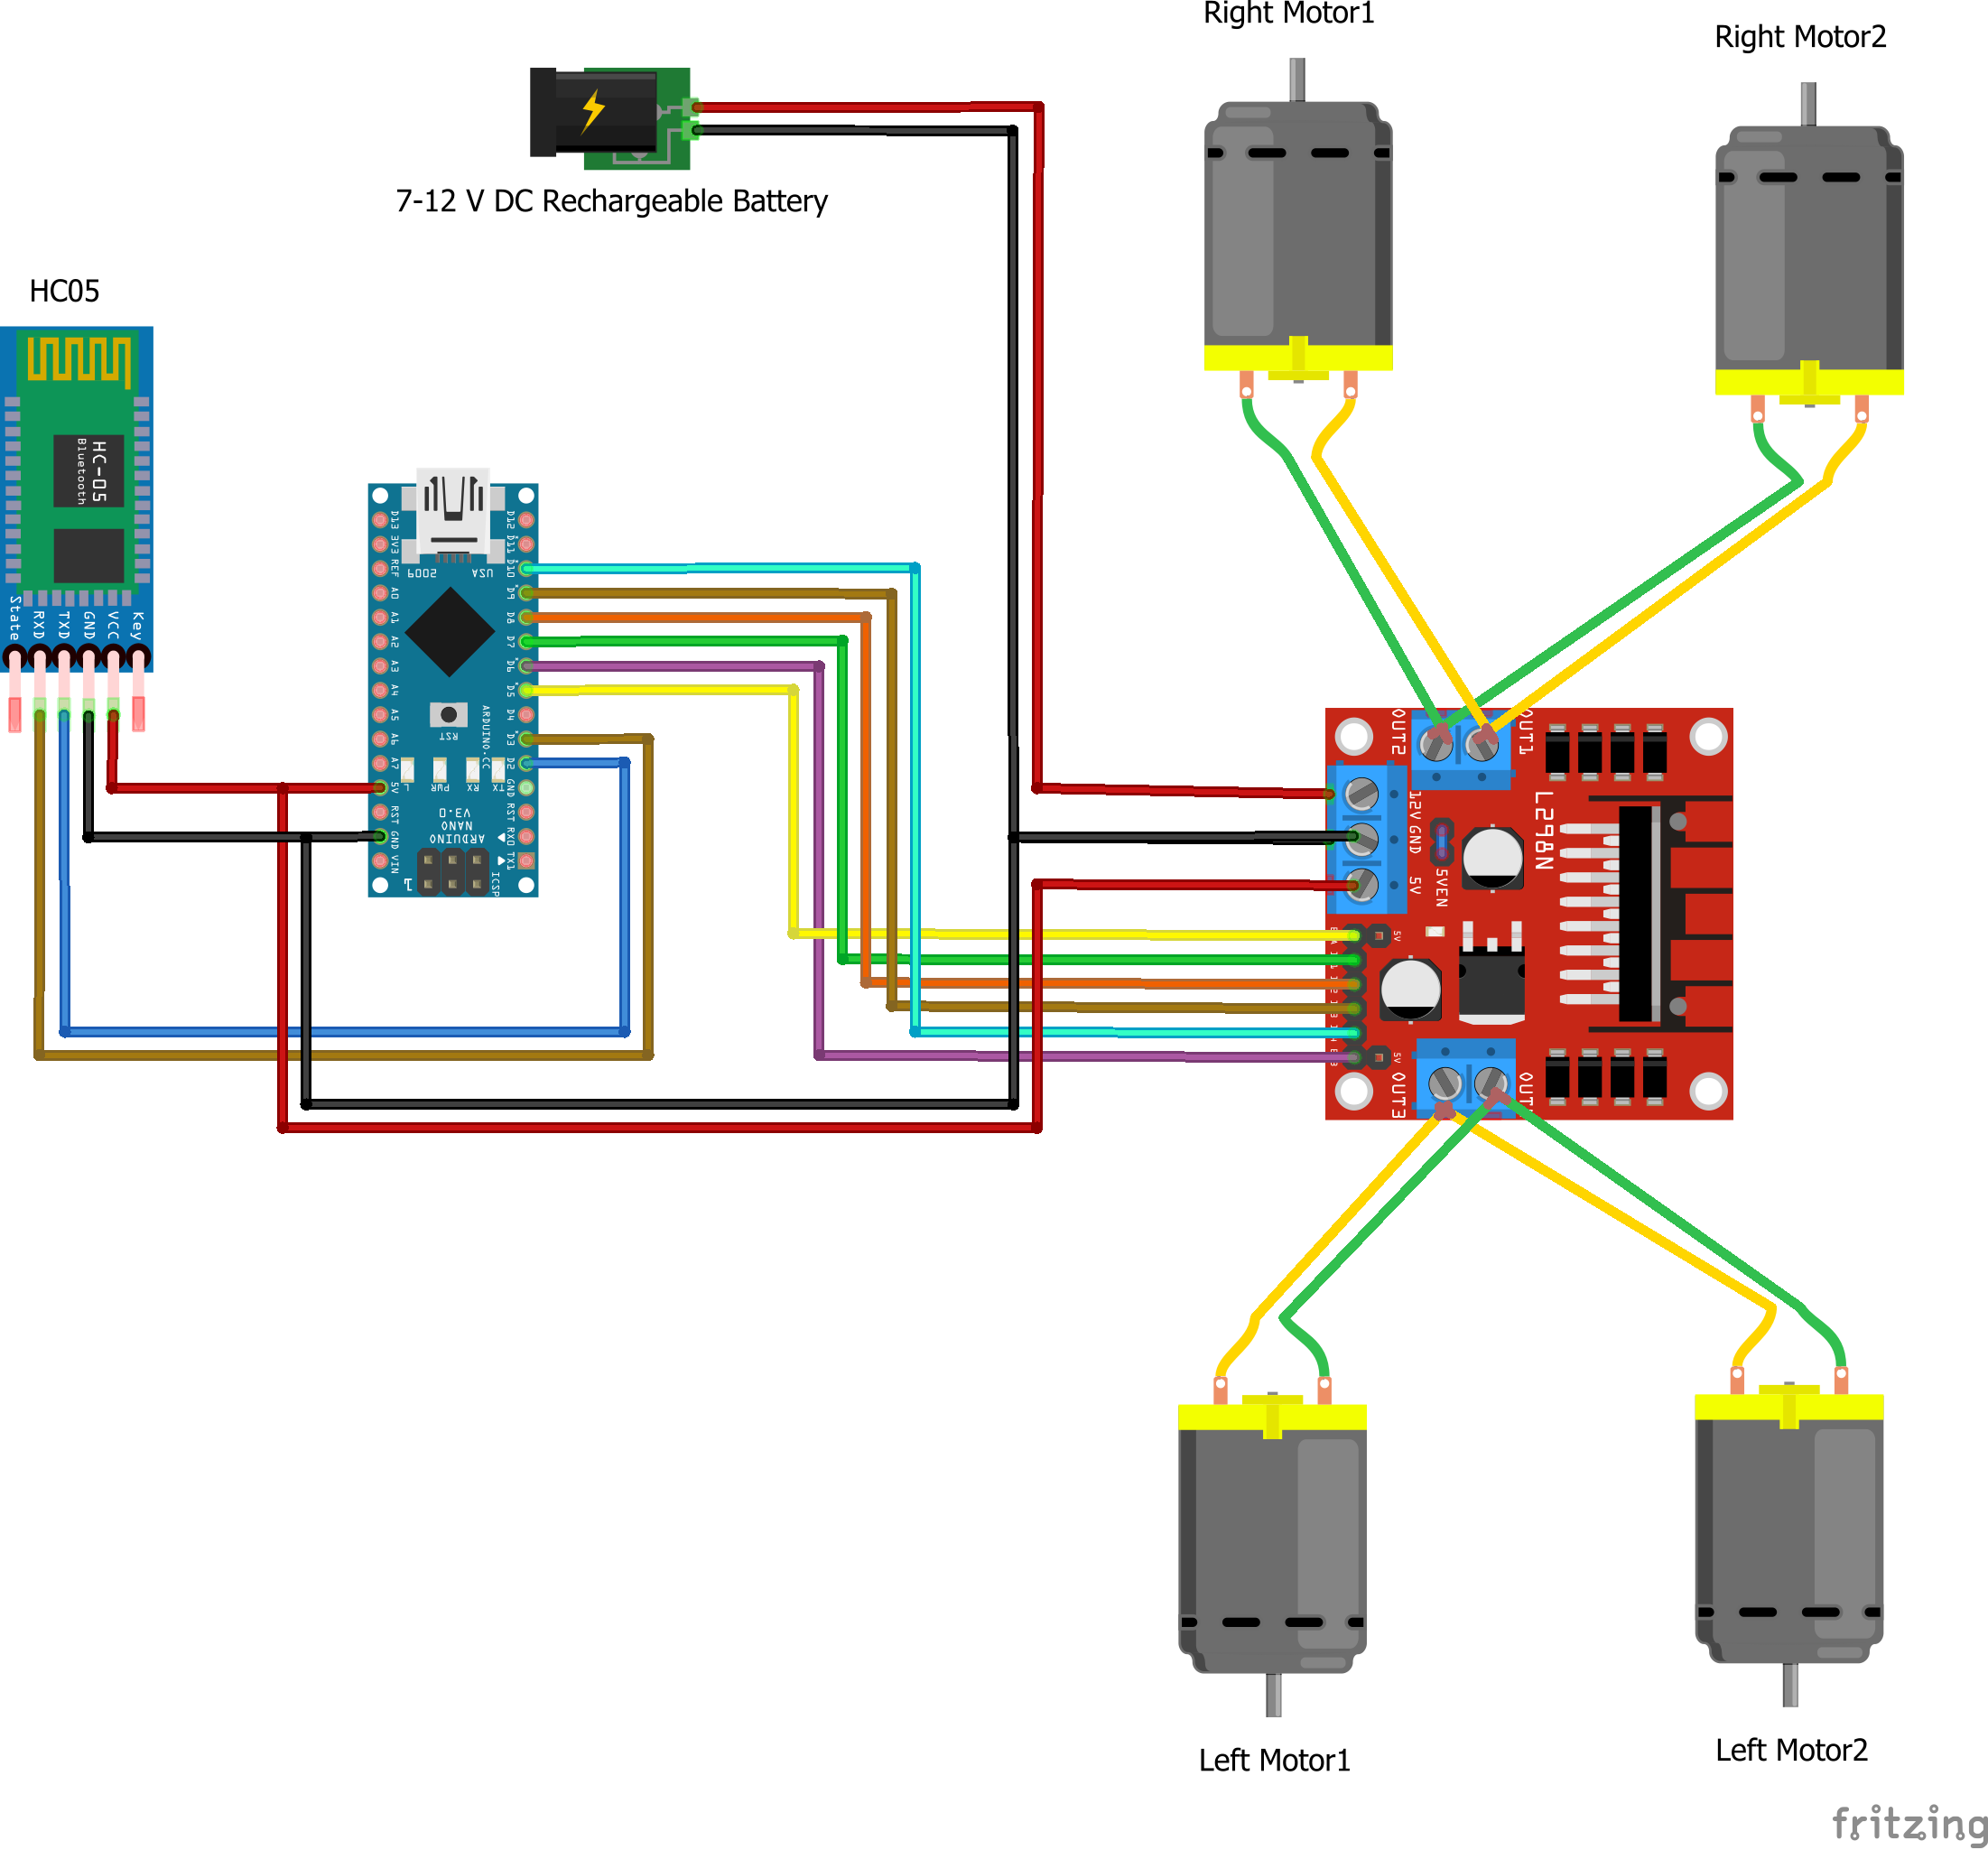 Right Motor1
Right Motor2
7-12 V DC Rechargeable Battery
HC05
HC-05
Bluetooth
State
RXD
TXD
GND
VCC
Key
D13
3V3
REF
A0
A1
A2
A3
A4
A5
A6
A7
5V
RST
GND
VIN
D12
D11
D10
D9
D8
D7
D6
D5
D4
D3
D2
GND
RST
RX0
TX1
2009
USA
RST
ARDUINO.CC
L
PWR
RX
TX
ARDUINO
NANO
V3.0
ICSP
1
OUT2
OUT1
12V
GND
5V
5VEN
L298N
5V
5V
OUT3
Left Motor1
Left Motor2
fritzing